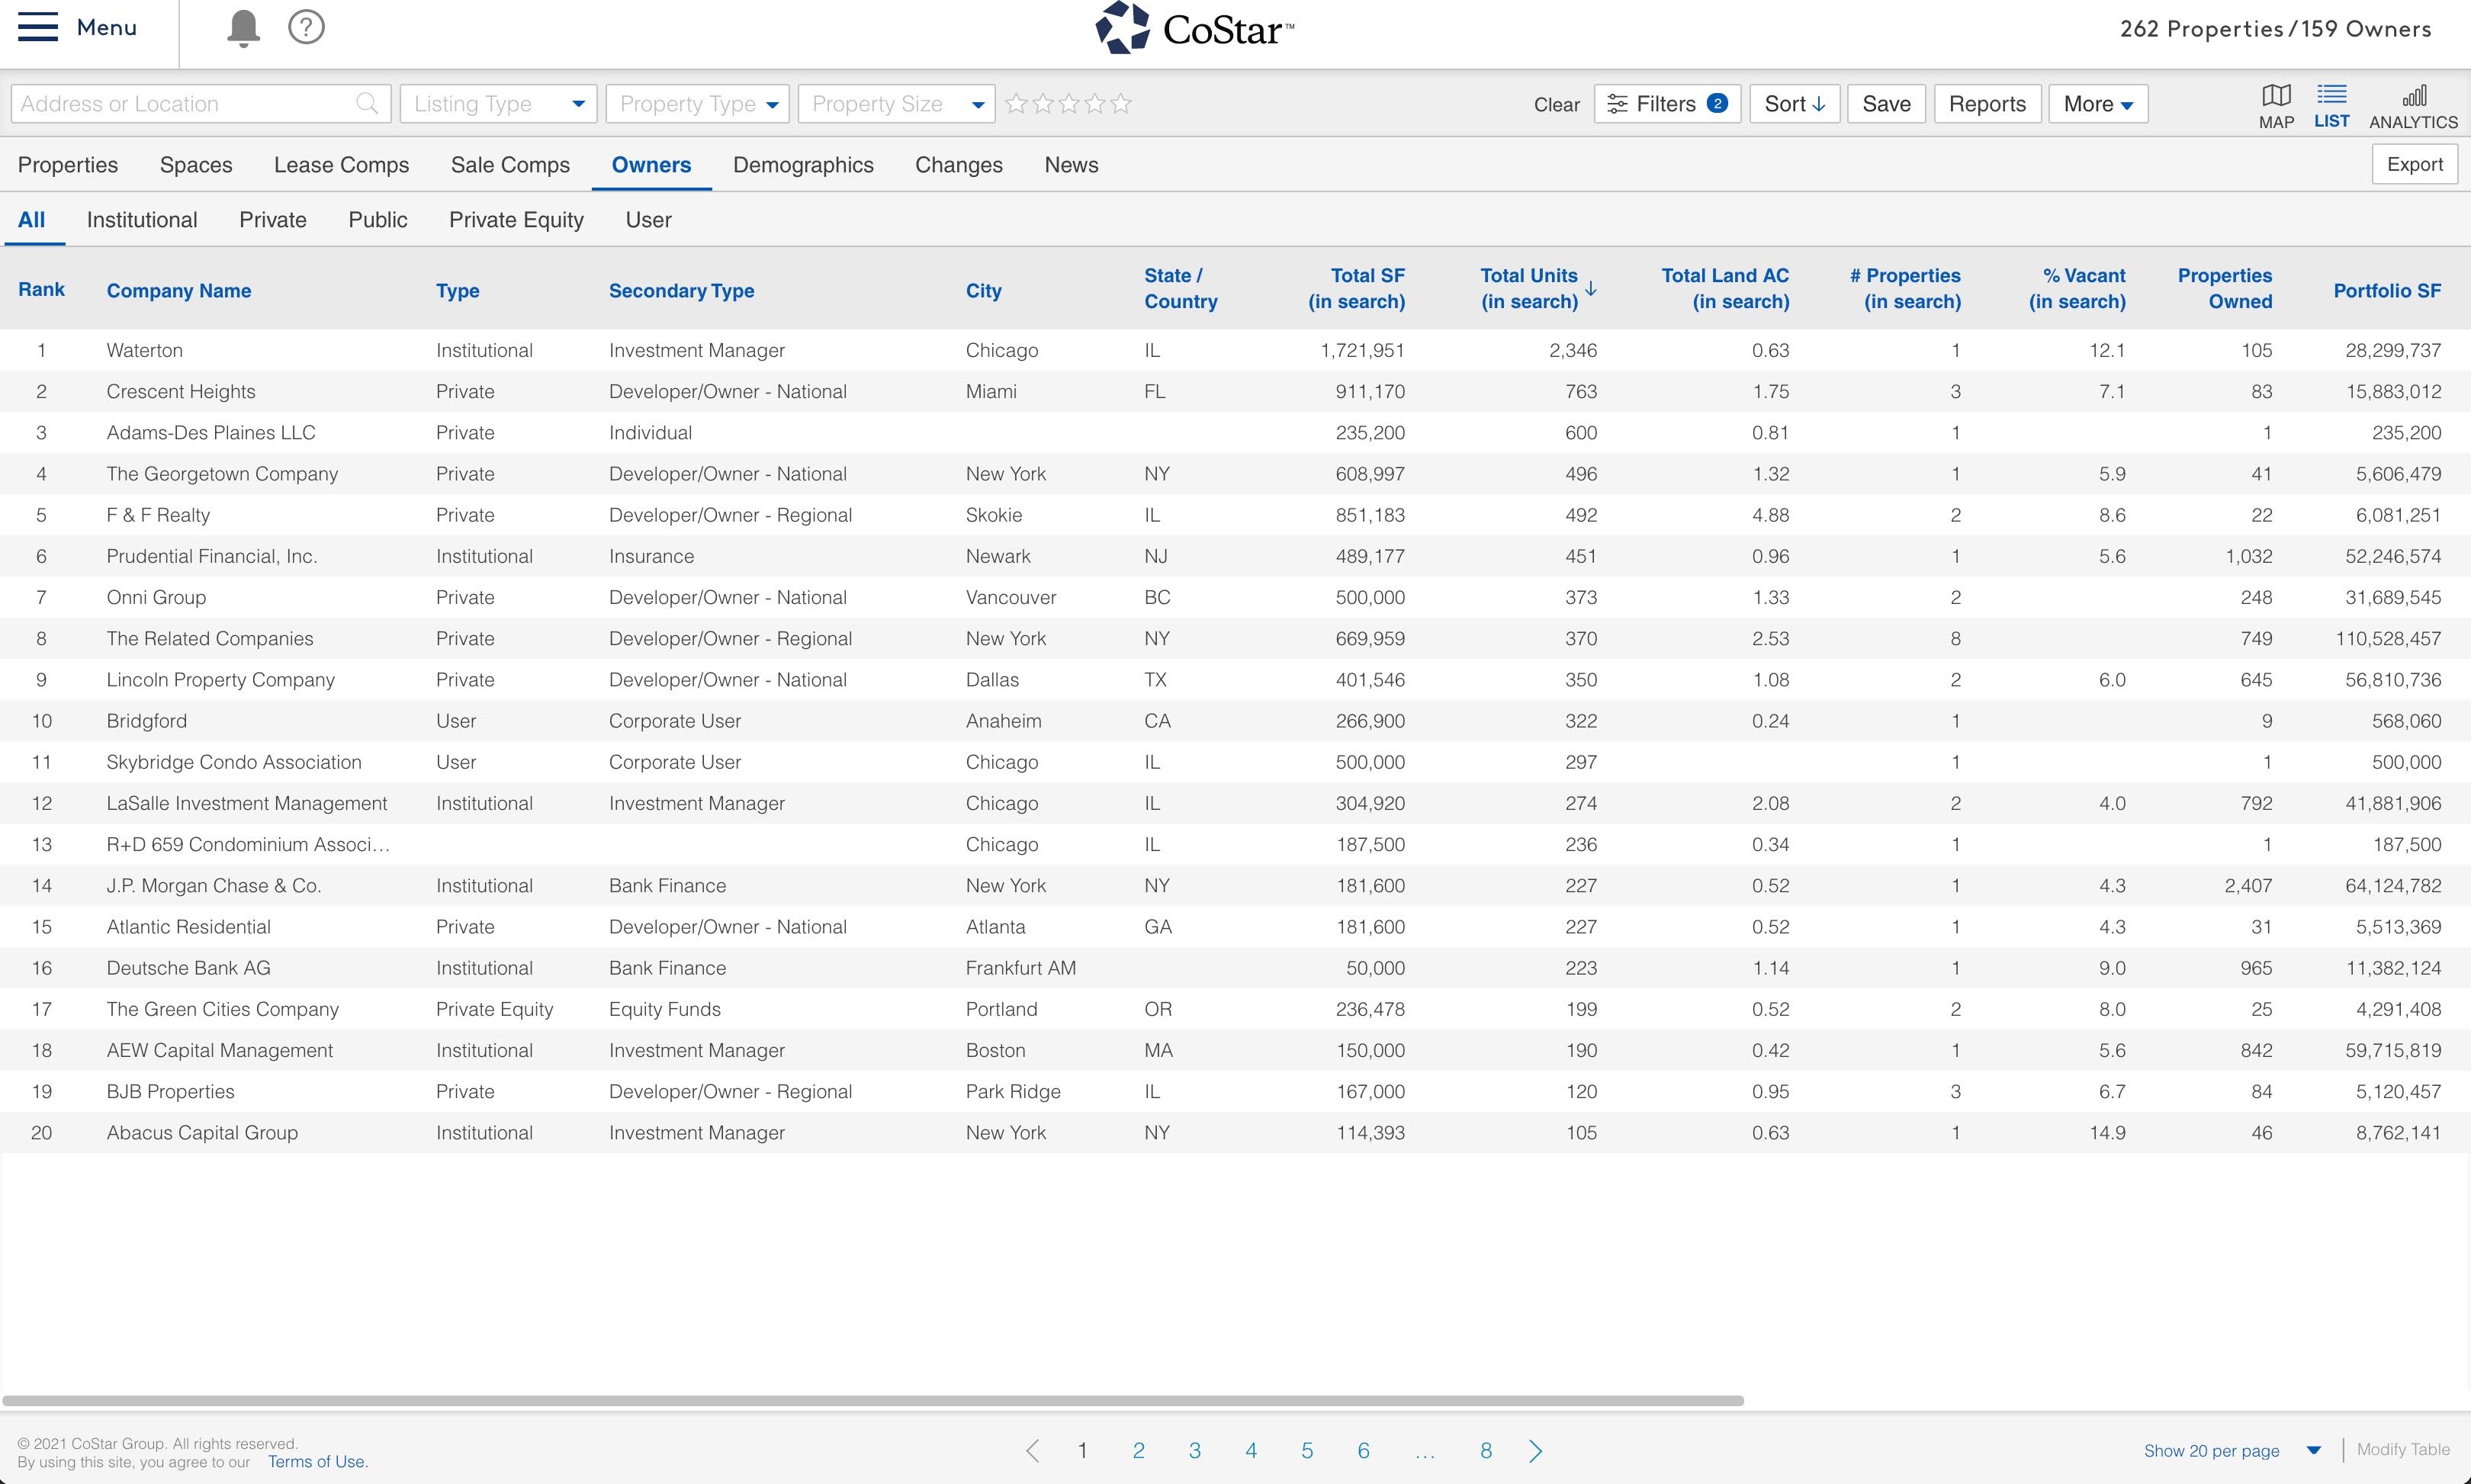 Menu ? CoStar™ 262 Properties/159 Owners
Address or Location Listing Type Property Type Property Size Clear Filters 2 Sort Save Reports More MAP LIST ANALYTICS
Properties Spaces Lease Comps Sale Comps Owners Demographics Changes News Export
All Institutional Private Public Private Equity User
Rank Company Name Type Secondary Type City State / Country Total SF (in search) Total Units (in search) ↓ Total Land AC (in search) # Properties (in search) % Vacant (in search) Properties Owned Portfolio SF
1 Waterton Institutional Investment Manager Chicago IL 1,721,951 2,346 0.63 1 12.1 105 28,299,737
2 Crescent Heights Private Developer/Owner - National Miami FL 911,170 763 1.75 3 7.1 83 15,883,012
3 Adams-Des Plaines LLC Private Individual 235,200 600 0.81 1 1 235,200
4 The Georgetown Company Private Developer/Owner - National New York NY 608,997 496 1.32 1 5.9 41 5,606,479
5 F & F Realty Private Developer/Owner - Regional Skokie IL 851,183 492 4.88 2 8.6 22 6,081,251
6 Prudential Financial, Inc. Institutional Insurance Newark NJ 489,177 451 0.96 1 5.6 1,032 52,246,574
7 Onni Group Private Developer/Owner - National Vancouver BC 500,000 373 1.33 2 248 31,689,545
8 The Related Companies Private Developer/Owner - Regional New York NY 669,959 370 2.53 8 749 110,528,457
9 Lincoln Property Company Private Developer/Owner - National Dallas TX 401,546 350 1.08 2 6.0 645 56,810,736
10 Bridgford User Corporate User Anaheim CA 266,900 322 0.24 1 9 568,060
11 Skybridge Condo Association User Corporate User Chicago IL 500,000 297 1 1 500,000
12 LaSalle Investment Management Institutional Investment Manager Chicago IL 304,920 274 2.08 2 4.0 792 41,881,906
13 R+D 659 Condominium Associ... Chicago IL 187,500 236 0.34 1 1 187,500
14 J.P. Morgan Chase & Co. Institutional Bank Finance New York NY 181,600 227 0.52 1 4.3 2,407 64,124,782
15 Atlantic Residential Private Developer/Owner - National Atlanta GA 181,600 227 0.52 1 4.3 31 5,513,369
16 Deutsche Bank AG Institutional Bank Finance Frankfurt AM 50,000 223 1.14 1 9.0 965 11,382,124
17 The Green Cities Company Private Equity Equity Funds Portland OR 236,478 199 0.52 2 8.0 25 4,291,408
18 AEW Capital Management Institutional Investment Manager Boston MA 150,000 190 0.42 1 5.6 842 59,715,819
19 BJB Properties Private Developer/Owner - Regional Park Ridge IL 167,000 120 0.95 3 6.7 84 5,120,457
20 Abacus Capital Group Institutional Investment Manager New York NY 114,393 105 0.63 1 14.9 46 8,762,141
© 2021 CoStar Group. All rights reserved.
By using this site, you agree to our Terms of Use.
1 2 3 4 5 6 ... 8
Show 20 per page Modify Table